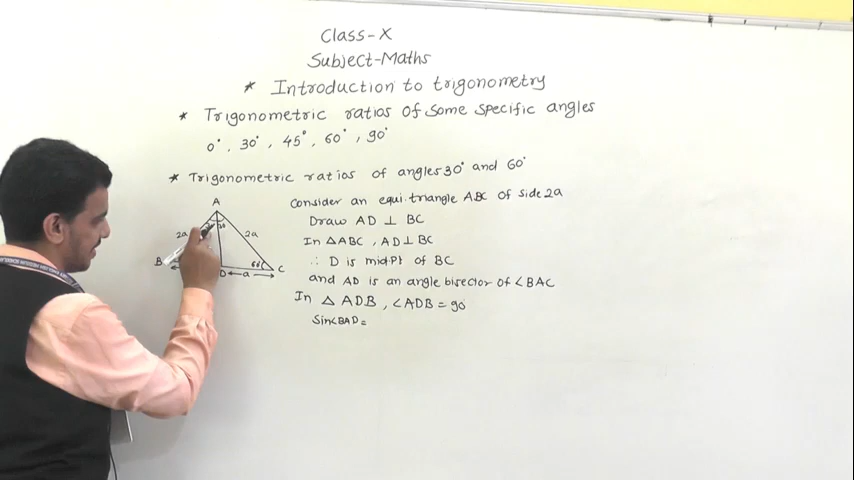 Class-X
Subject-Maths
* Introduction to trigonometry
* Trigonometric ratios of some specific angles
0°, 30°, 45°, 60°, 90°
* Trigonometric ratios of angles 30° and 60°
A
2a
2a
30
B
D
a
C
60°
Consider an equi. triangle ABC of side 2a
Draw AD ⊥ BC
In △ABC, AD ⊥ BC
∴ D is mid.Pt of BC
and AD is an angle bisector of ∠BAC
In △ ADB, ∠ADB = 90°
Sin∠BAD =